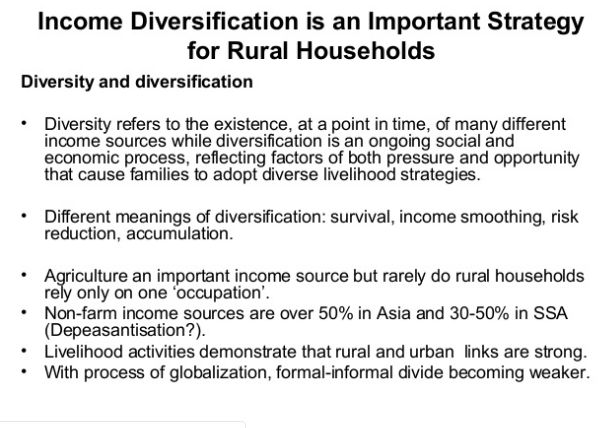 Income Diversification is an Important Strategy
for Rural Households
Diversity and diversification
• Diversity refers to the existence, at a point in time, of many different
income sources while diversification is an ongoing social and
economic process, reflecting factors of both pressure and opportunity
that cause families to adopt diverse livelihood strategies.
• Different meanings of diversification: survival, income smoothing, risk
reduction, accumulation.
• Agriculture an important income source but rarely do rural households
rely only on one ‘occupation’.
• Non-farm income sources are over 50% in Asia and 30-50% in SSA
(Depeasantisation?).
• Livelihood activities demonstrate that rural and urban links are strong.
• With process of globalization, formal-informal divide becoming weaker.